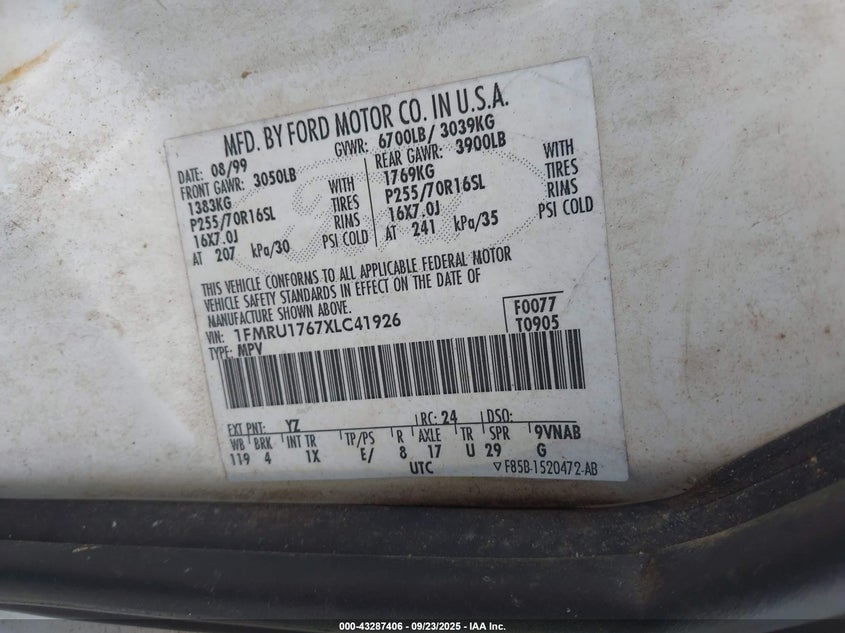 MFD. BY FORD MOTOR CO. IN U.S.A.
DATE: 08/99 GVWR: 6700LB/ 3039KG
FRONT GAWR: 3050LB REAR GAWR: 3900LB
1383KG WITH 1769KG WITH
P255/70R16SL TIRES P255/70R16SL TIRES
16X7.0J RIMS 16X7.0J RIMS
AT 207 kPa/30 PSI COLD AT 241 kPa/35 PSI COLD
THIS VEHICLE CONFORMS TO ALL APPLICABLE FEDERAL MOTOR
VEHICLE SAFETY STANDARDS IN EFFECT ON THE DATE OF
MANUFACTURE SHOWN ABOVE.
VIN: 1FMRU1767XLC41926 F0077
TYPE: MPV T0905
EXT PNT: YZ RC: 24 DSO:
WB BRK INT TR TP/PS R AXLE TR SPR 9VNAB
119 4 1X E/ 8 17 U 29 G
UTC ▽F85B-1520472-AB
000-43287406 - 09/23/2025 - IAA Inc.